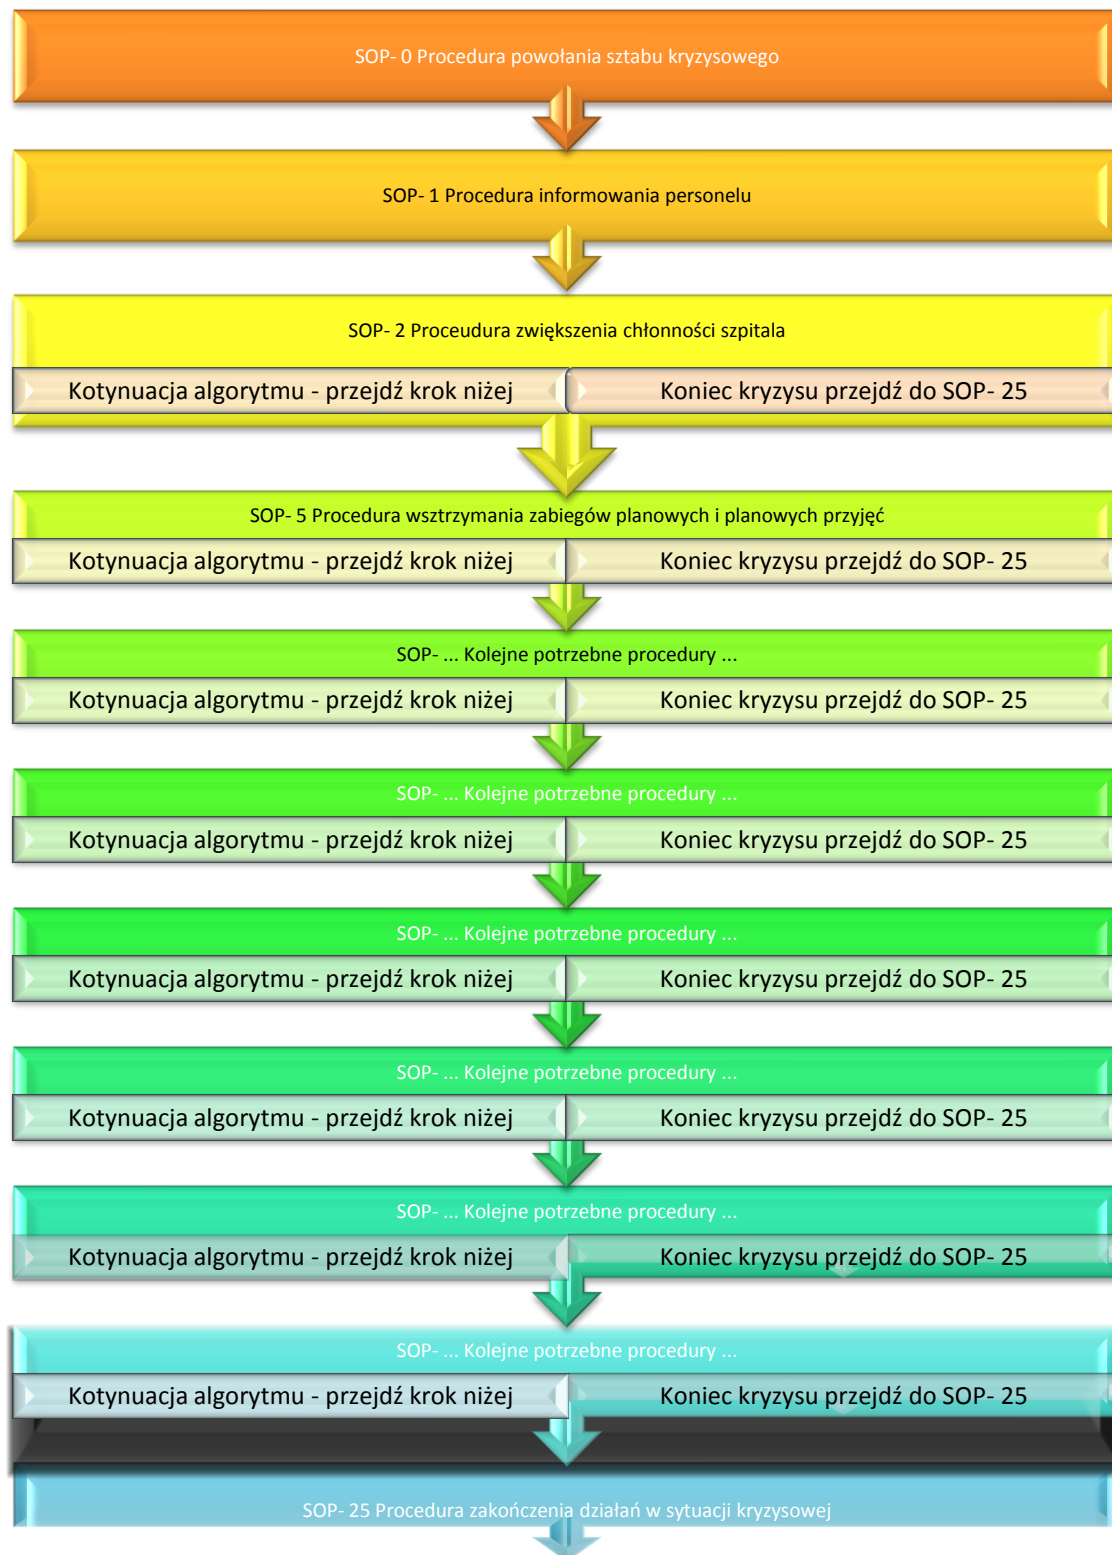 SOP- 0 Procedura powołania sztabu kryzysowego
SOP- 1 Procedura informowania personelu
SOP- 2 Proceudura zwiększenia chłonności szpitala
Kotynuacja algorytmu - przejdź krok niżej
Koniec kryzysu przejdź do SOP- 25
SOP- 5 Procedura wsztrzymania zabiegów planowych i planowych przyjęć
Kotynuacja algorytmu - przejdź krok niżej
Koniec kryzysu przejdź do SOP- 25
SOP- ... Kolejne potrzebne procedury ...
Kotynuacja algorytmu - przejdź krok niżej
Koniec kryzysu przejdź do SOP- 25
SOP- ... Kolejne potrzebne procedury ...
Kotynuacja algorytmu - przejdź krok niżej
Koniec kryzysu przejdź do SOP- 25
SOP- ... Kolejne potrzebne procedury ...
Kotynuacja algorytmu - przejdź krok niżej
Koniec kryzysu przejdź do SOP- 25
SOP- ... Kolejne potrzebne procedury ...
Kotynuacja algorytmu - przejdź krok niżej
Koniec kryzysu przejdź do SOP- 25
SOP- ... Kolejne potrzebne procedury ...
Kotynuacja algorytmu - przejdź krok niżej
Koniec kryzysu przejdź do SOP- 25
SOP- ... Kolejne potrzebne procedury ...
Kotynuacja algorytmu - przejdź krok niżej
Koniec kryzysu przejdź do SOP- 25
SOP- 25 Procedura zakończenia działań w sytuacji kryzysowej